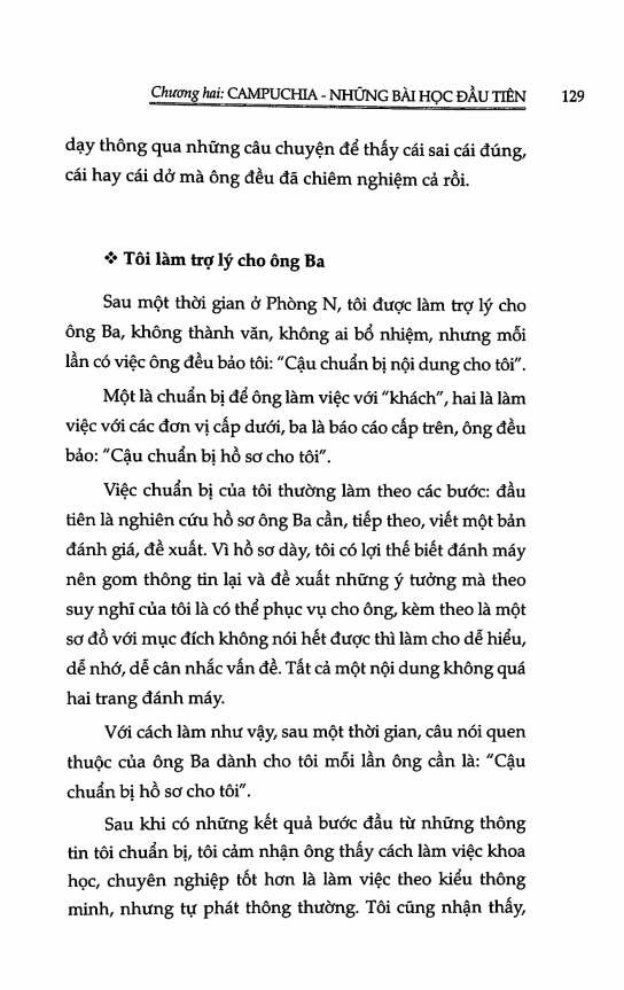 Chương hai: CAMPUCHIA - NHỮNG BÀI HỌC ĐẦU TIÊN 129
dạy thông qua những câu chuyện để thấy cái sai cái đúng,
cái hay cái dở mà ông đều đã chiêm nghiệm cả rồi.
❖ Tôi làm trợ lý cho ông Ba
Sau một thời gian ở Phòng N, tôi được làm trợ lý cho
ông Ba, không thành văn, không ai bổ nhiệm, nhưng mỗi
lần có việc ông đều bảo tôi: “Cậu chuẩn bị nội dung cho tôi”.
Một là chuẩn bị để ông làm việc với “khách”, hai là làm
việc với các đơn vị cấp dưới, ba là báo cáo cấp trên, ông đều
bảo: “Cậu chuẩn bị hồ sơ cho tôi”.
Việc chuẩn bị của tôi thường làm theo các bước: đầu
tiên là nghiên cứu hồ sơ ông Ba cần, tiếp theo, viết một bản
đánh giá, đề xuất. Vì hồ sơ dày, tôi có lợi thế biết đánh máy
nên gom thông tin lại và đề xuất những ý tưởng mà theo
suy nghĩ của tôi là có thể phục vụ cho ông, kèm theo là một
sơ đồ với mục đích không nói hết được thì làm cho dễ hiểu,
dễ nhớ, dễ cân nhắc vấn đề. Tất cả một nội dung không quá
hai trang đánh máy.
Với cách làm như vậy, sau một thời gian, câu nói quen
thuộc của ông Ba dành cho tôi mỗi lần ông cần là: “Cậu
chuẩn bị hồ sơ cho tôi”.
Sau khi có những kết quả bước đầu từ những thông
tin tôi chuẩn bị, tôi cảm nhận ông thấy cách làm việc khoa
học, chuyên nghiệp tốt hơn là làm việc theo kiểu thông
minh, nhưng tự phát thông thường. Tôi cũng nhận thấy,